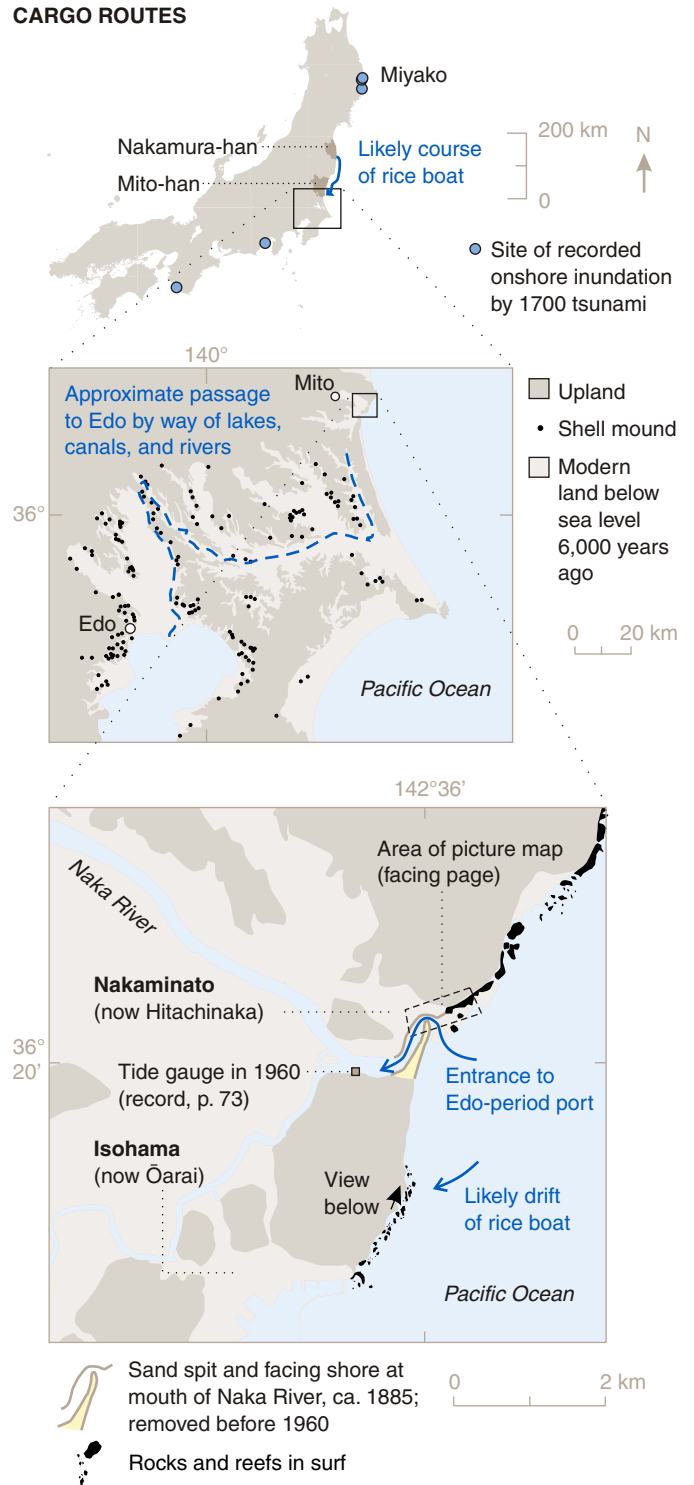 CARGO ROUTES
Miyako
Nakamura-han
Mito-han
Likely course
of rice boat
200 km
0
N
Site of recorded
onshore inundation
by 1700 tsunami
140°
Approximate passage
to Edo by way of lakes,
canals, and rivers
Mito
36°
Edo
Pacific Ocean
Upland
Shell mound
Modern
land below
sea level
6,000 years
ago
0 20 km
142°36'
Naka River
Area of picture map
(facing page)
Nakaminato
(now Hitachinaka)
36°
20'
Tide gauge in 1960
(record, p. 73)
Entrance to
Edo-period port
Isohama
(now Ōarai)
View
below
Likely drift
of rice boat
Pacific Ocean
Sand spit and facing shore at
mouth of Naka River, ca. 1885;
removed before 1960
0 2 km
Rocks and reefs in surf